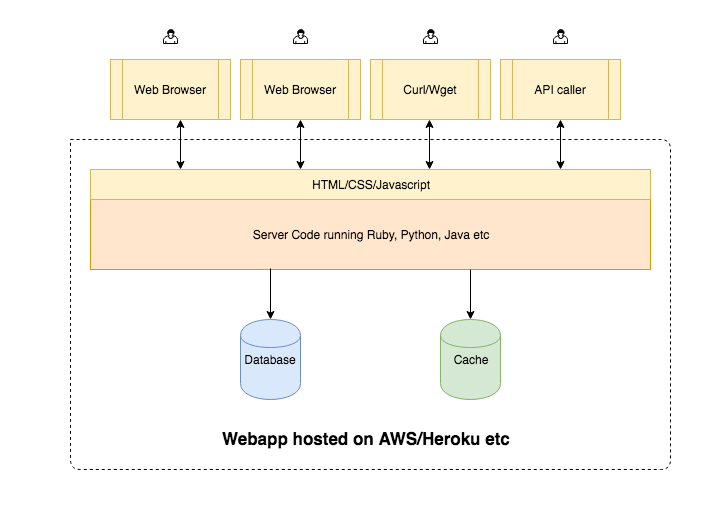 Web Browser
Web Browser
Curl/Wget
API caller
HTML/CSS/Javascript
Server Code running Ruby, Python, Java etc
Database
Cache
Webapp hosted on AWS/Heroku etc